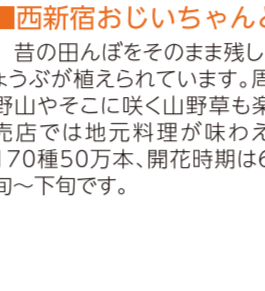 ■西新宿おじいちゃんと
昔の田んぼをそのまま残し
ょうぶが植えられています。周
野山やそこに咲く山野草も楽
売店では地元料理が味わえ
170種50万本、開花時期は6
旬〜下旬です。